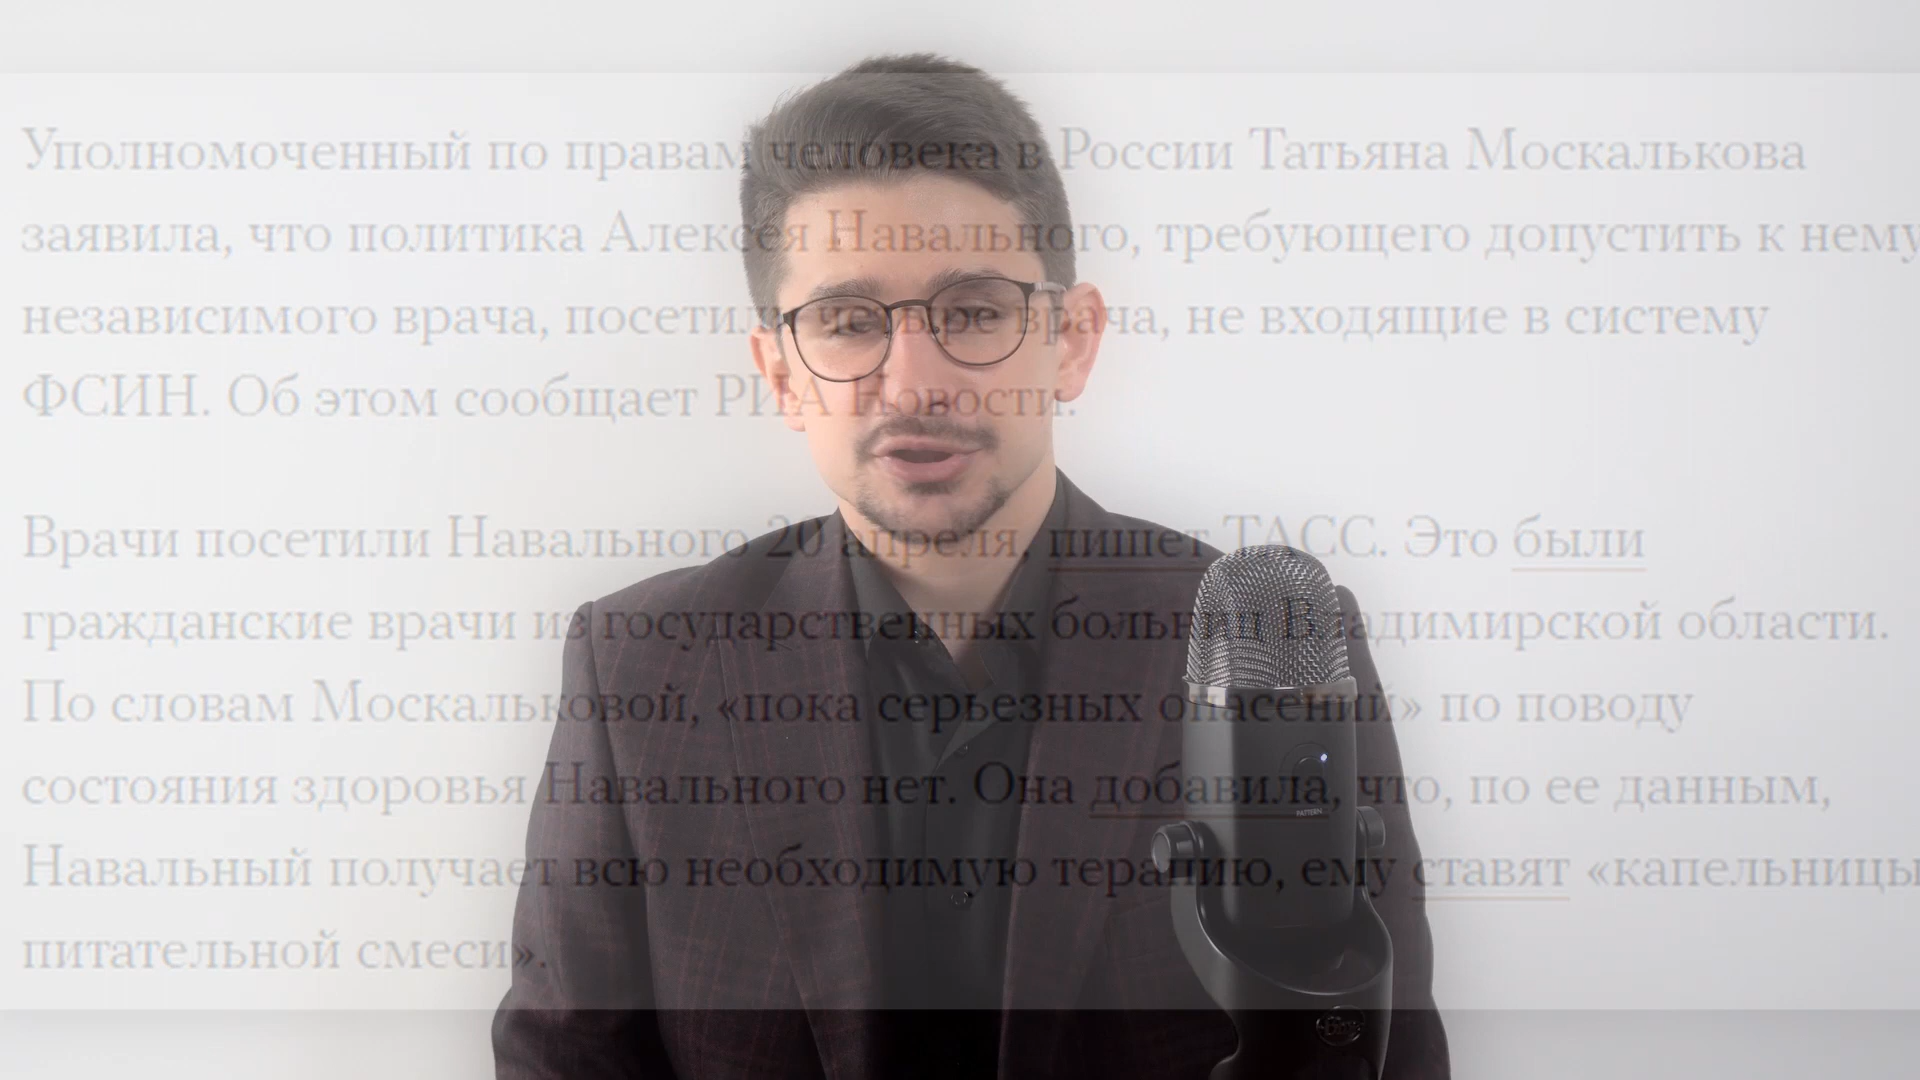 Уполномоченный по правам человека в России Татьяна Москалькова
заявила, что политика Алексея Навального, требующего допустить к нему
независимого врача, посетили четыре врача, не входящие в систему
ФСИН. Об этом сообщает РИА Новости.
Врачи посетили Навального 20 апреля, пишет ТАСС. Это были
гражданские врачи из государственных больниц Владимирской области.
По словам Москальковой, «пока серьезных опасений» по поводу
состояния здоровья Навального нет. Она добавила, что, по ее данным,
Навальный получает всю необходимую терапию, ему ставят «капельницы
питательной смеси».
PATTERN
Blue